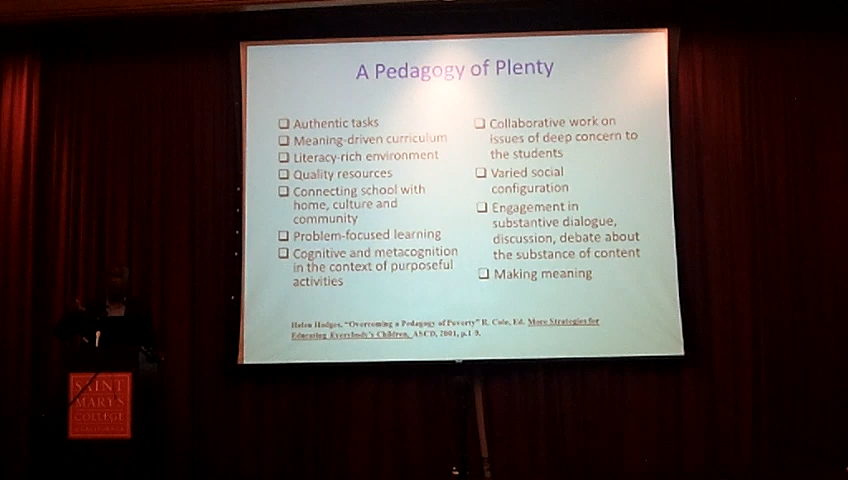 A Pedagogy of Plenty
Authentic tasks
Meaning-driven curriculum
Literacy-rich environment
Quality resources
Connecting school with
home, culture and
community
Problem-focused learning
Cognitive and metacognition
in the context of purposeful
activities
Collaborative work on
issues of deep concern to
the students
Varied social
configuration
Engagement in
substantive dialogue,
discussion, debate about
the substance of content
Making meaning
Helen Hodges, "Overcoming a Pedagogy of Poverty" R. Cole, Ed. More Strategies for
Educating Everybody's Children, ASCD, 2001, p.1-9.
SAINT
MARY'S
COLLEGE